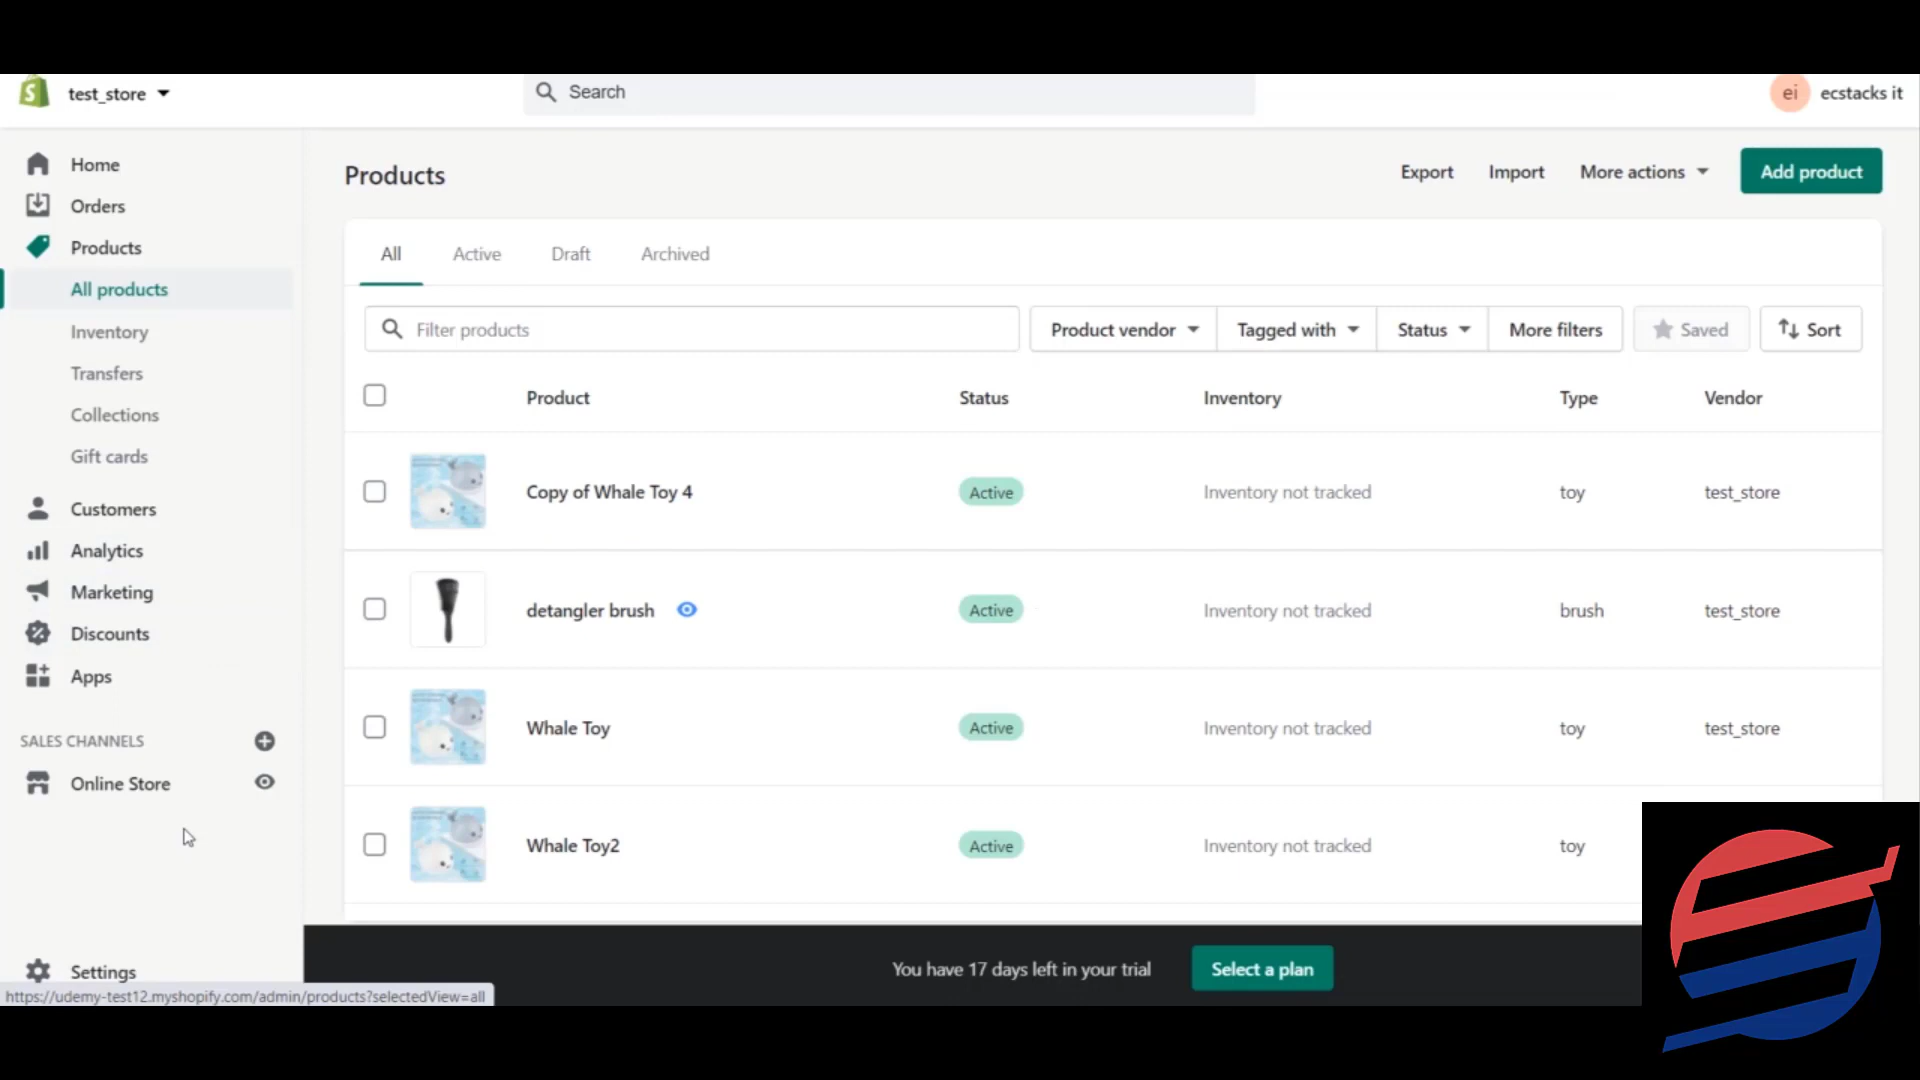 test_store
Search
ei
ecstacks it
Home
Orders
Products
All products
Inventory
Transfers
Collections
Gift cards
Customers
Analytics
Marketing
Discounts
Apps
SALES CHANNELS
Online Store
Settings
https://udemy-test12.myshopify.com/admin/products?selectedView=all
Products
Export
Import
More actions
Add product
All
Active
Draft
Archived
Filter products
Product vendor
Tagged with
Status
More filters
Saved
Sort
Product
Status
Inventory
Type
Vendor
Copy of Whale Toy 4
Active
Inventory not tracked
toy
test_store
detangler brush
Active
Inventory not tracked
brush
test_store
Whale Toy
Active
Inventory not tracked
toy
test_store
Whale Toy2
Active
Inventory not tracked
toy
You have 17 days left in your trial
Select a plan